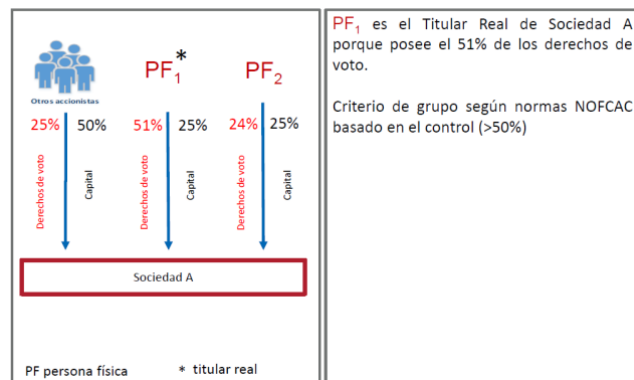 Otros accionistas
PF1*
PF2
25% 50%
51% 25%
24% 25%
Derechos de voto
Capital
Derechos de voto
Capital
Derechos de voto
Capital
Sociedad A
PF persona física * titular real
PF1 es el Titular Real de Sociedad A
porque posee el 51% de los derechos de
voto.
Criterio de grupo según normas NOFCAC
basado en el control (>50%)